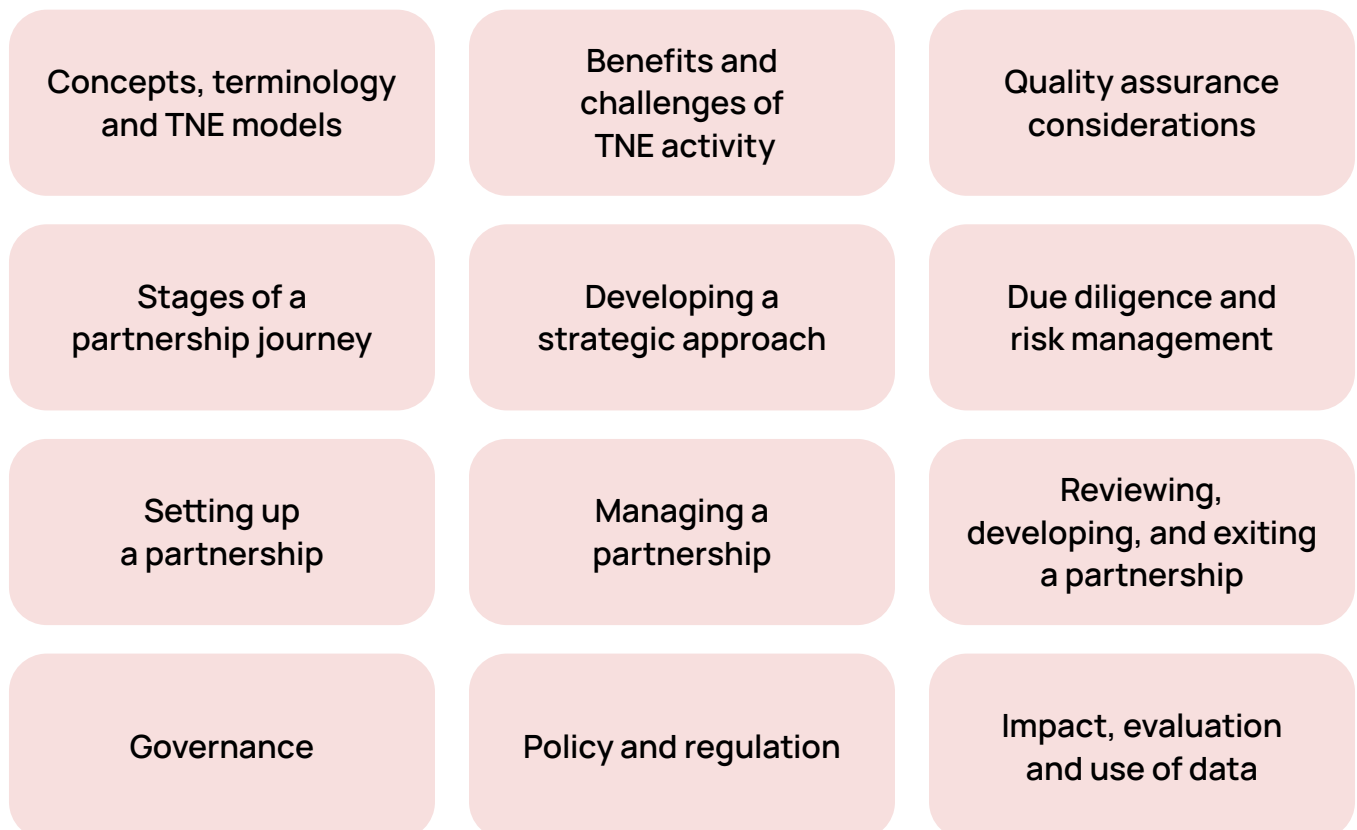 Concepts, terminology
and TNE models
Benefits and
challenges of
TNE activity
Quality assurance
considerations
Stages of a
partnership journey
Developing a
strategic approach
Due diligence and
risk management
Setting up
a partnership
Managing a
partnership
Reviewing,
developing, and exiting
a partnership
Governance
Policy and regulation
Impact, evaluation
and use of data